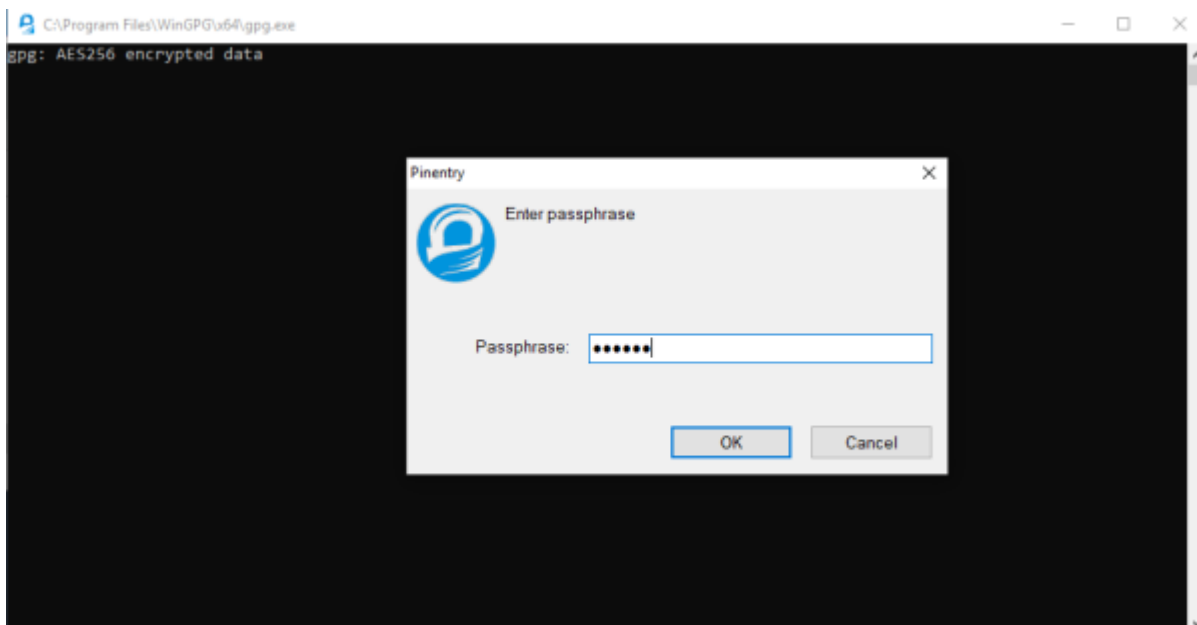 C:\Program Files\WinGPG\x64\gpg.exe
gpg: AES256 encrypted data
Pinentry
Enter passphrase
Passphrase: ••••••
OK Cancel